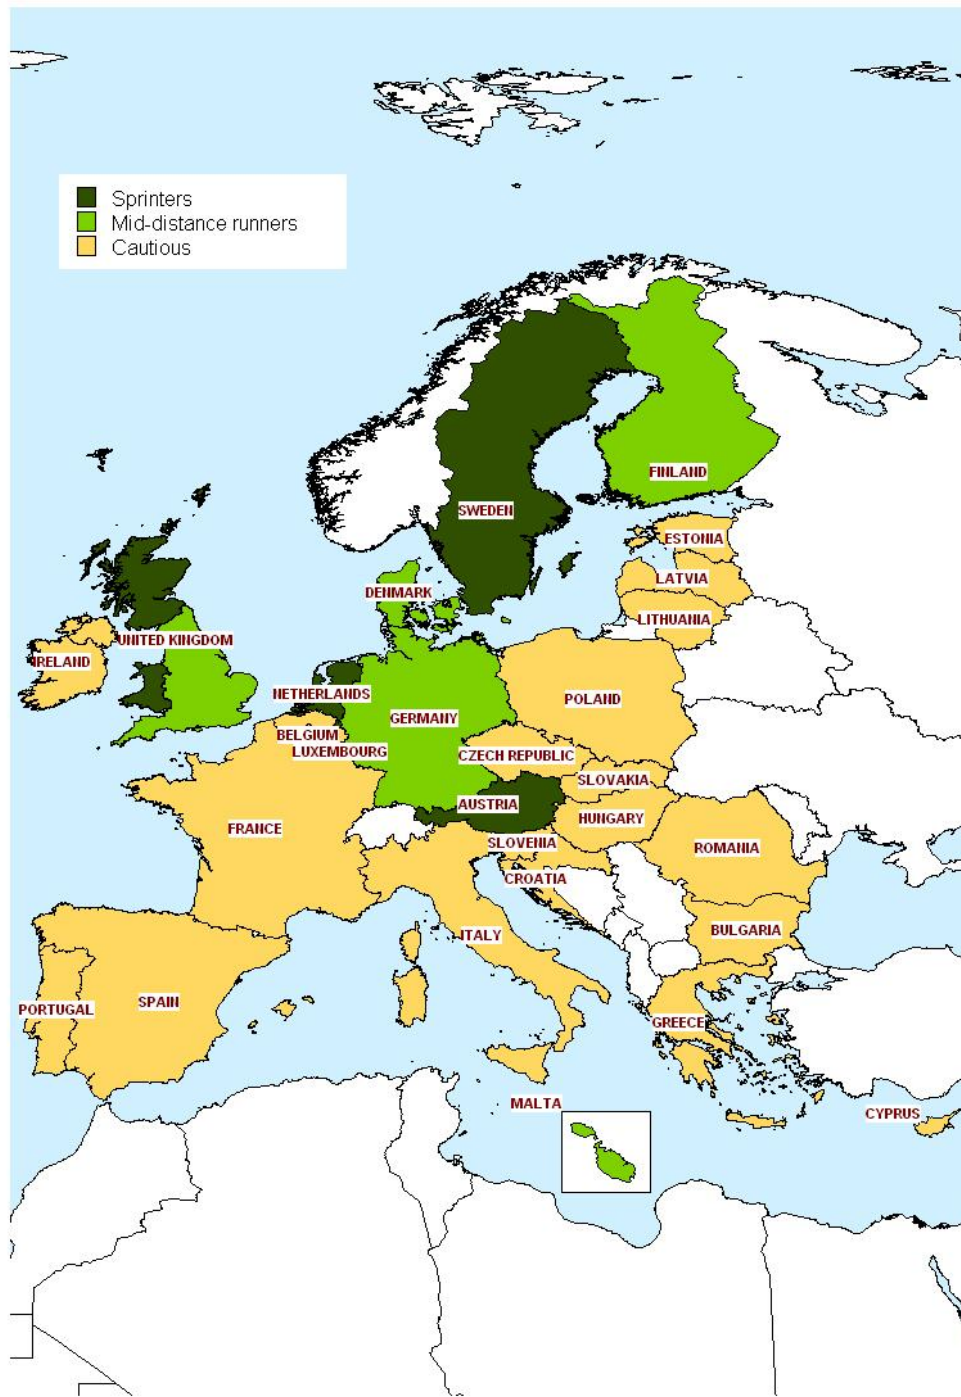 Sprinters
Mid-distance runners
Cautious
FINLAND
SWEDEN
ESTONIA
LATVIA
DENMARK
LITHUANIA
UNITED KINGDOM
IRELAND
NETHERLANDS
POLAND
GERMANY
BELGIUM
LUXEMBOURG
CZECH REPUBLIC
SLOVAKIA
AUSTRIA
HUNGARY
FRANCE
SLOVENIA
ROMANIA
CROATIA
ITALY
BULGARIA
SPAIN
PORTUGAL
GREECE
MALTA
CYPRUS